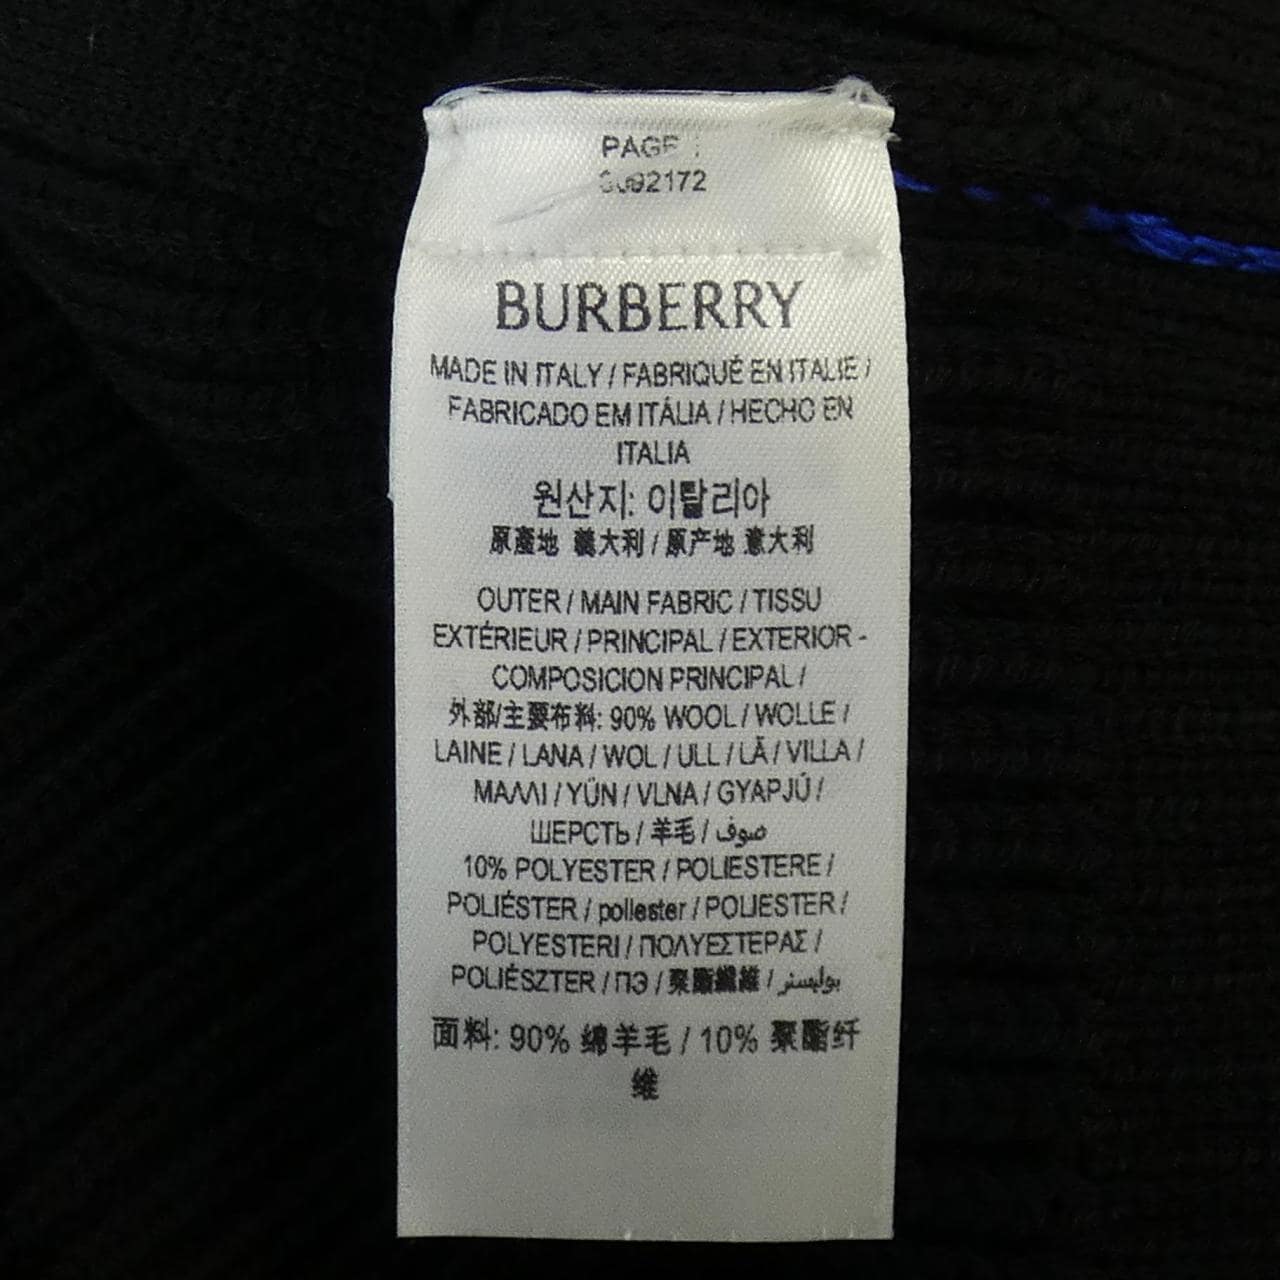 PAGE
BURBERRY
MADE IN ITALY / FABRIQUÉ EN ITALIE /
FABRICADO EM ITÁLIA / HECHO EN
ITALIA
원산지: 이탈리아
原產地 義大利 / 原产地 意大利
OUTER / MAIN FABRIC / TISSU
EXTÉRIEUR / PRINCIPAL / EXTERIOR -
COMPOSICION PRINCIPAL /
外部/主要布料: 90% WOOL / WOLLE /
LAINE / LANA / WOL / ULL / LÃ / VILLA /
ΜΑΛΛΙ / YÜN / VLNA / GYAPJÚ /
ШЕРСТЬ / 羊毛 / صوف
10% POLYESTER / POLIESTERE /
POLIÉSTER / poliester / POLIESTER /
POLYESTERI / ΠΟΛΥΕΣΤΕΡΑΣ /
POLIÉSZTER / ПЭ / 聚酯纖維 / بوليستر
面料: 90% 绵羊毛 / 10% 聚酯纤
维